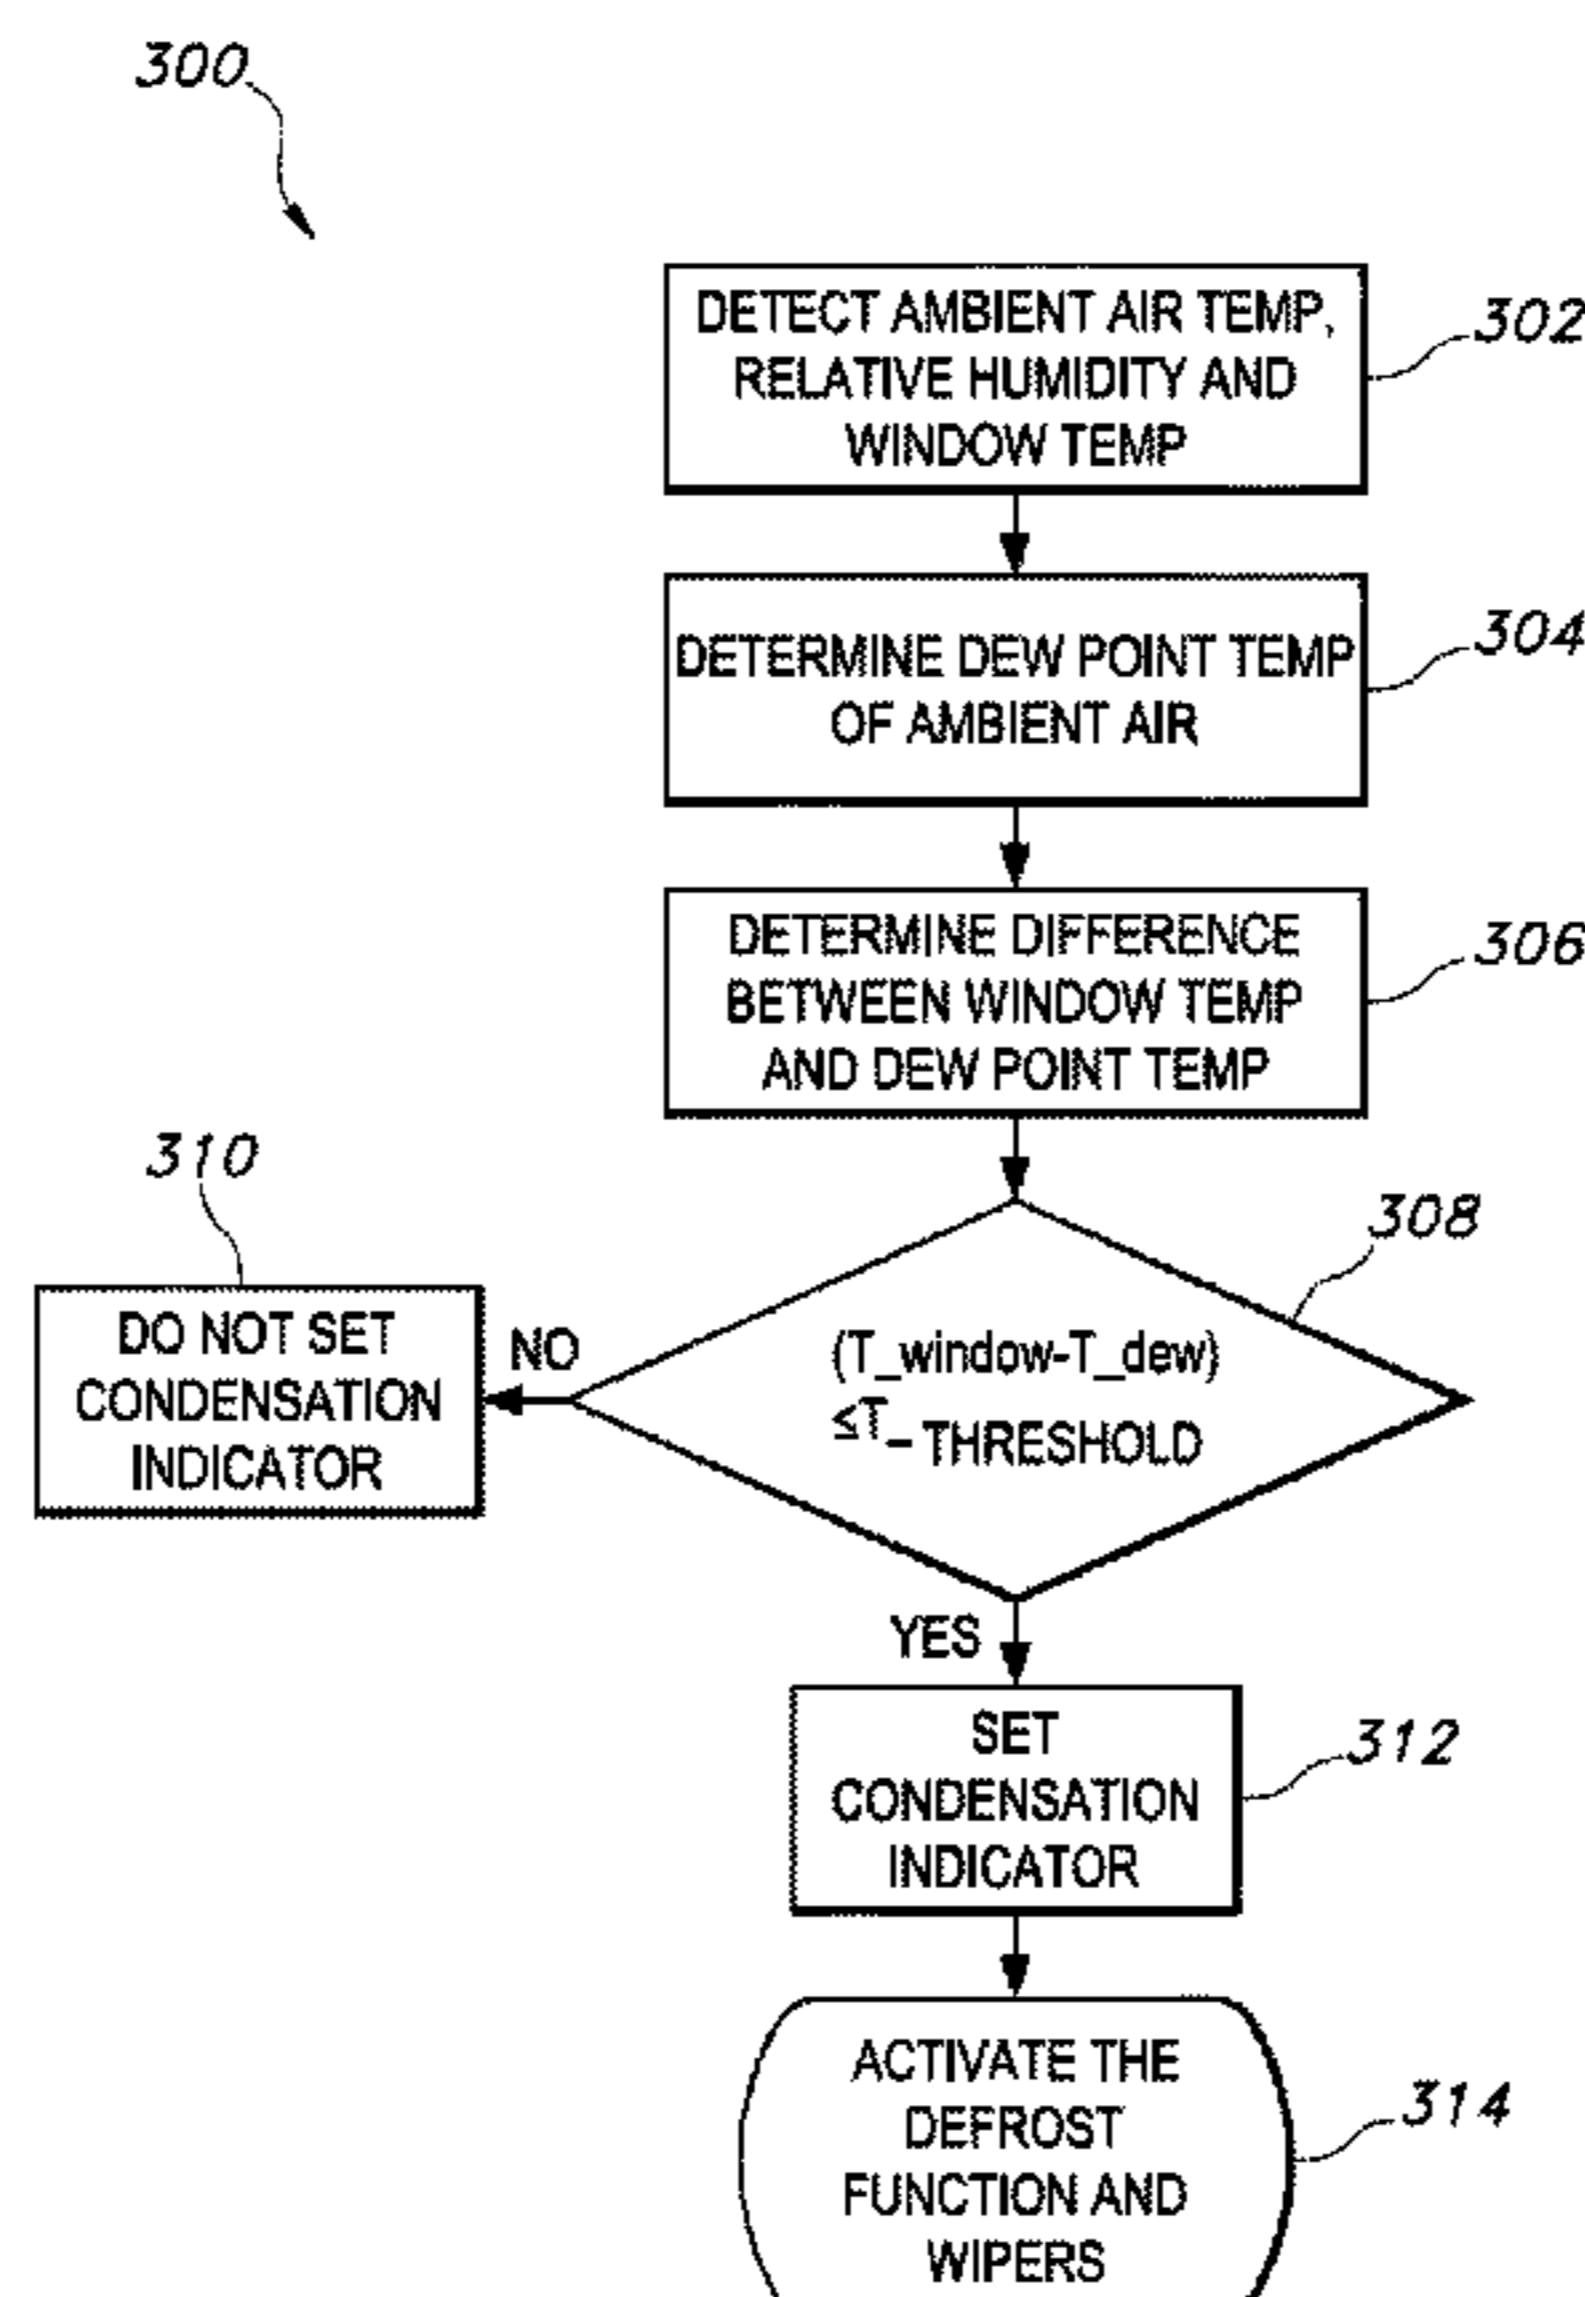 300
DETECT AMBIENT AIR TEMP,
RELATIVE HUMIDITY AND
WINDOW TEMP
302
DETERMINE DEW POINT TEMP
OF AMBIENT AIR
304
DETERMINE DIFFERENCE
BETWEEN WINDOW TEMP
AND DEW POINT TEMP
306
308
(T_window-T_dew)
≤T_THRESHOLD
310
DO NOT SET
CONDENSATION
INDICATOR
NO
YES
SET
CONDENSATION
INDICATOR
312
ACTIVATE THE
DEFROST
FUNCTION AND
WIPERS
314